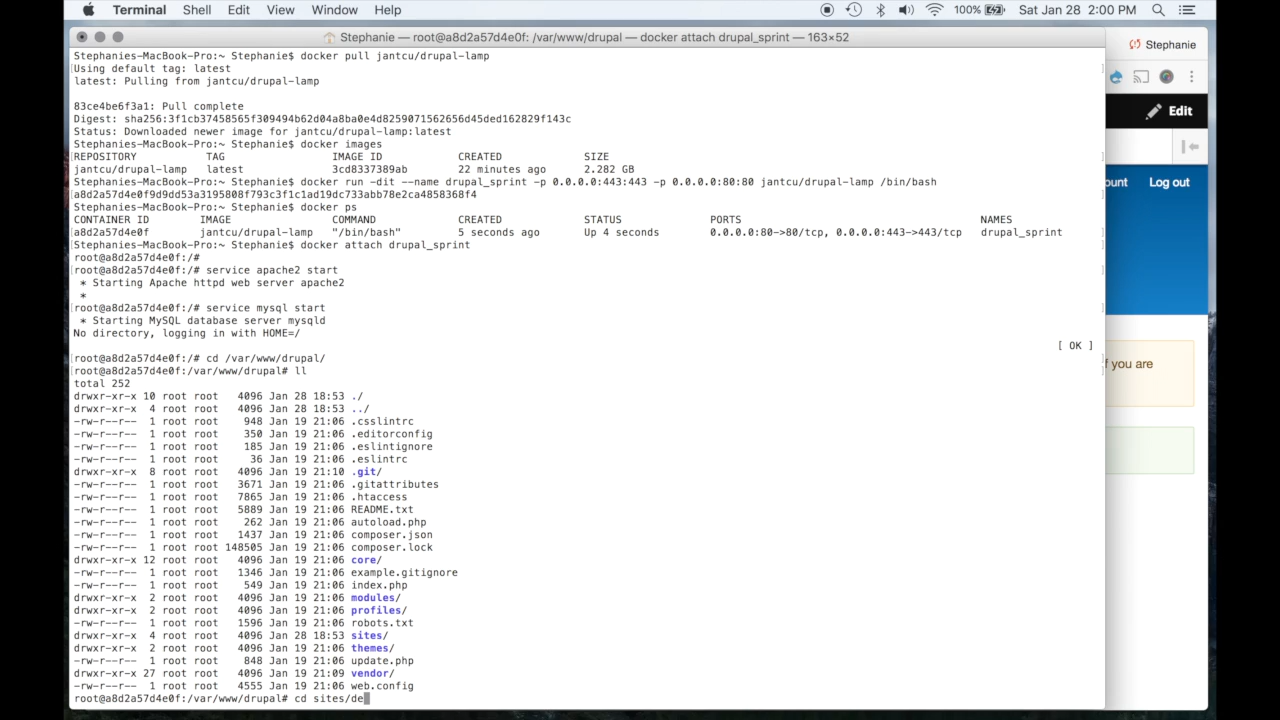 Terminal Shell Edit View Window Help 100% Sat Jan 28 2:00 PM
Stephanie — root@a8d2a57d4e0f: /var/www/drupal — docker attach drupal_sprint — 163×52
Stephanie
Stephanies-MacBook-Pro:~ Stephanie$ docker pull jantcu/drupal-lamp
[Using default tag: latest
latest: Pulling from jantcu/drupal-lamp
83ce4be6f3a1: Pull complete
Digest: sha256:3f1cb37458565f309494b62d04a8ba0e4d8259071562656d45ded162829f143c
Status: Downloaded newer image for jantcu/drupal-lamp:latest
Stephanies-MacBook-Pro:~ Stephanie$ docker images
[REPOSITORY TAG IMAGE ID CREATED SIZE
jantcu/drupal-lamp latest 3cd8337389ab 22 minutes ago 2.282 GB
Stephanies-MacBook-Pro:~ Stephanie$ docker run -dit --name drupal_sprint -p 0.0.0.0:443:443 -p 0.0.0.0:80:80 jantcu/drupal-lamp /bin/bash
[a8d2a57d4e0f9d9dd53a3195808f793c3f1c1ad19dc733abb78e2ca4858368f4
Stephanies-MacBook-Pro:~ Stephanie$ docker ps
CONTAINER ID IMAGE COMMAND CREATED STATUS PORTS NAMES
[a8d2a57d4e0f jantcu/drupal-lamp "/bin/bash" 5 seconds ago Up 4 seconds 0.0.0.0:80->80/tcp, 0.0.0.0:443->443/tcp drupal_sprint
Stephanies-MacBook-Pro:~ Stephanie$ docker attach drupal_sprint
root@a8d2a57d4e0f:/#
[root@a8d2a57d4e0f:/# service apache2 start
* Starting Apache httpd web server apache2
*
[root@a8d2a57d4e0f:/# service mysql start
* Starting MySQL database server mysqld
No directory, logging in with HOME=/
[ OK ]
[root@a8d2a57d4e0f:/# cd /var/www/drupal/
[root@a8d2a57d4e0f:/var/www/drupal# ll
total 252
drwxr-xr-x 10 root root 4096 Jan 28 18:53 ./
drwxr-xr-x 4 root root 4096 Jan 28 18:53 ../
-rw-r--r-- 1 root root 948 Jan 19 21:06 .csslintrc
-rw-r--r-- 1 root root 350 Jan 19 21:06 .editorconfig
-rw-r--r-- 1 root root 185 Jan 19 21:06 .eslintignore
-rw-r--r-- 1 root root 36 Jan 19 21:06 .eslintrc
drwxr-xr-x 8 root root 4096 Jan 19 21:10 .git/
-rw-r--r-- 1 root root 3671 Jan 19 21:06 .gitattributes
-rw-r--r-- 1 root root 7865 Jan 19 21:06 .htaccess
-rw-r--r-- 1 root root 5889 Jan 19 21:06 README.txt
-rw-r--r-- 1 root root 262 Jan 19 21:06 autoload.php
-rw-r--r-- 1 root root 1437 Jan 19 21:06 composer.json
-rw-r--r-- 1 root root 148505 Jan 19 21:06 composer.lock
drwxr-xr-x 12 root root 4096 Jan 19 21:06 core/
-rw-r--r-- 1 root root 1346 Jan 19 21:06 example.gitignore
-rw-r--r-- 1 root root 549 Jan 19 21:06 index.php
drwxr-xr-x 2 root root 4096 Jan 19 21:06 modules/
drwxr-xr-x 2 root root 4096 Jan 19 21:06 profiles/
-rw-r--r-- 1 root root 1596 Jan 19 21:06 robots.txt
drwxr-xr-x 4 root root 4096 Jan 28 18:53 sites/
drwxr-xr-x 2 root root 4096 Jan 19 21:06 themes/
-rw-r--r-- 1 root root 848 Jan 19 21:06 update.php
drwxr-xr-x 27 root root 4096 Jan 19 21:09 vendor/
-rw-r--r-- 1 root root 4555 Jan 19 21:06 web.config
root@a8d2a57d4e0f:/var/www/drupal# cd sites/de
Edit
ount Log out
f you are